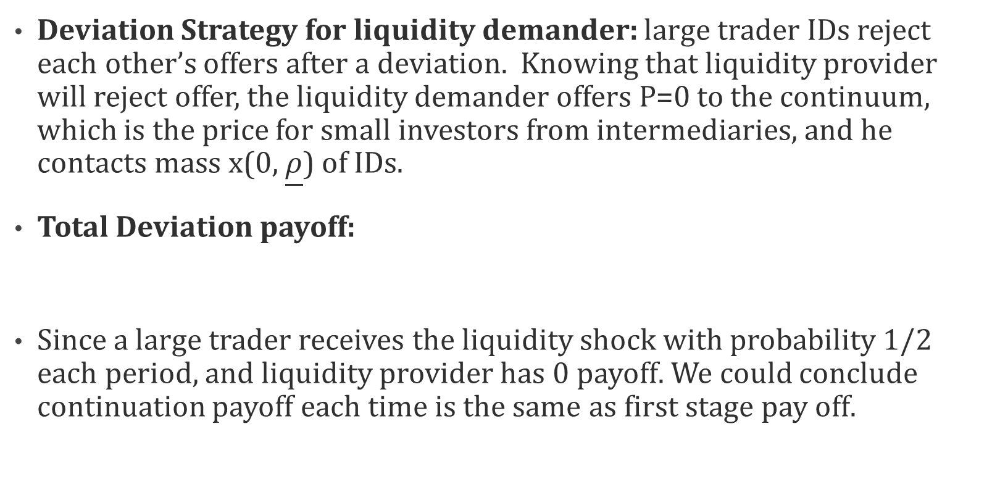 • Deviation Strategy for liquidity demander: large trader IDs reject
each other’s offers after a deviation.  Knowing that liquidity provider
will reject offer, the liquidity demander offers P=0 to the continuum,
which is the price for small investors from intermediaries, and he
contacts mass x(0, ρ) of IDs.
• Total Deviation payoff:
• Since a large trader receives the liquidity shock with probability 1/2
each period, and liquidity provider has 0 payoff. We could conclude
continuation payoff each time is the same as first stage pay off.